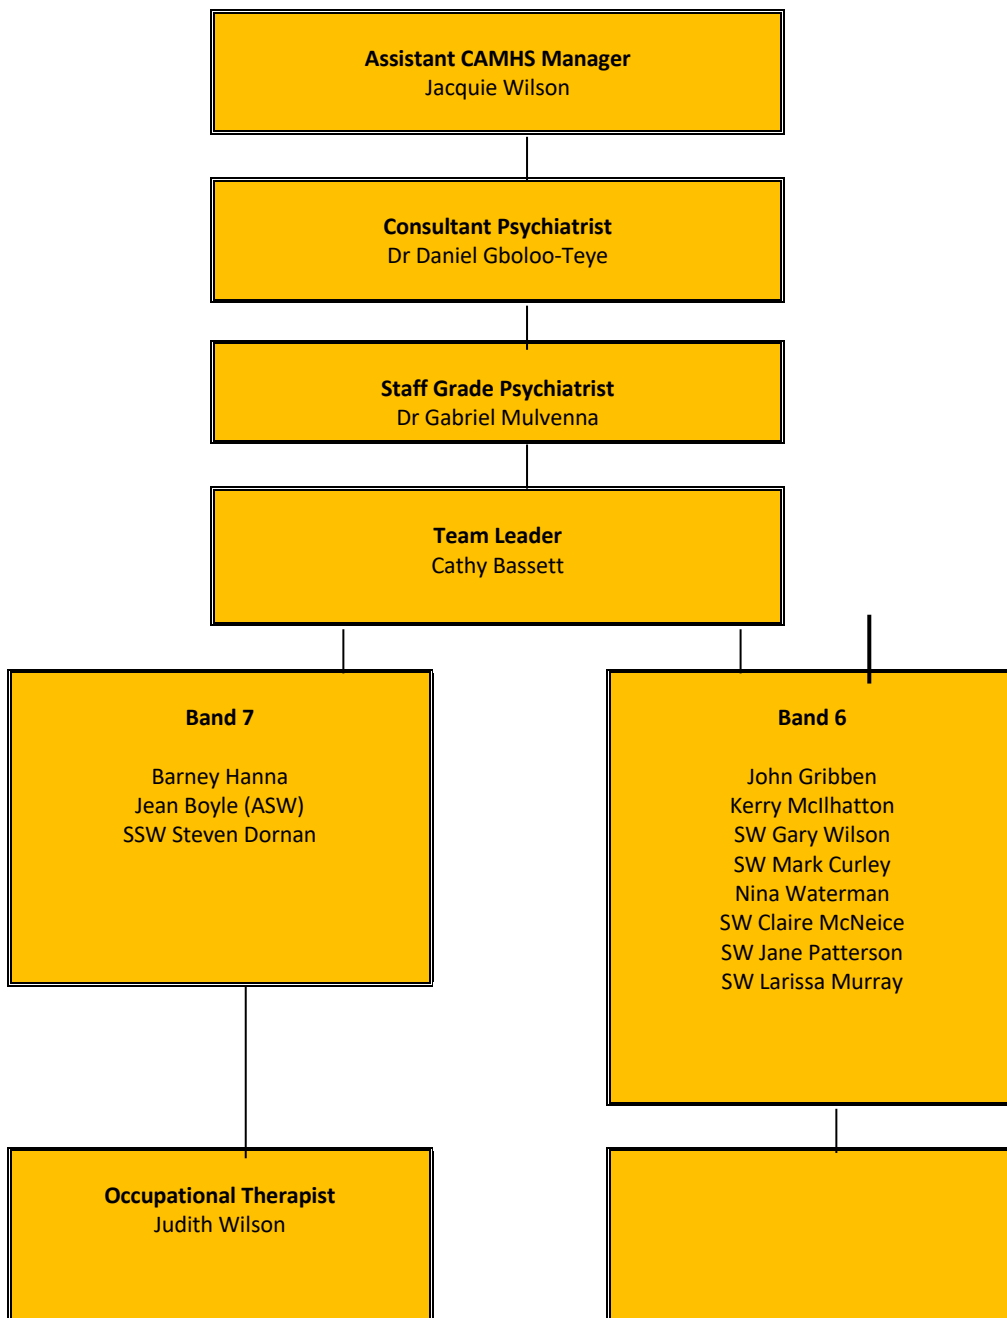 Assistant CAMHS Manager
Jacquie Wilson
Consultant Psychiatrist
Dr Daniel Gboloo-Teye
Staff Grade Psychiatrist
Dr Gabriel Mulvenna
Team Leader
Cathy Bassett
Band 7
Barney Hanna
Jean Boyle (ASW)
SSW Steven Dornan
Band 6
John Gribben
Kerry McIlhatton
SW Gary Wilson
SW Mark Curley
Nina Waterman
SW Claire McNeice
SW Jane Patterson
SW Larissa Murray
Occupational Therapist
Judith Wilson